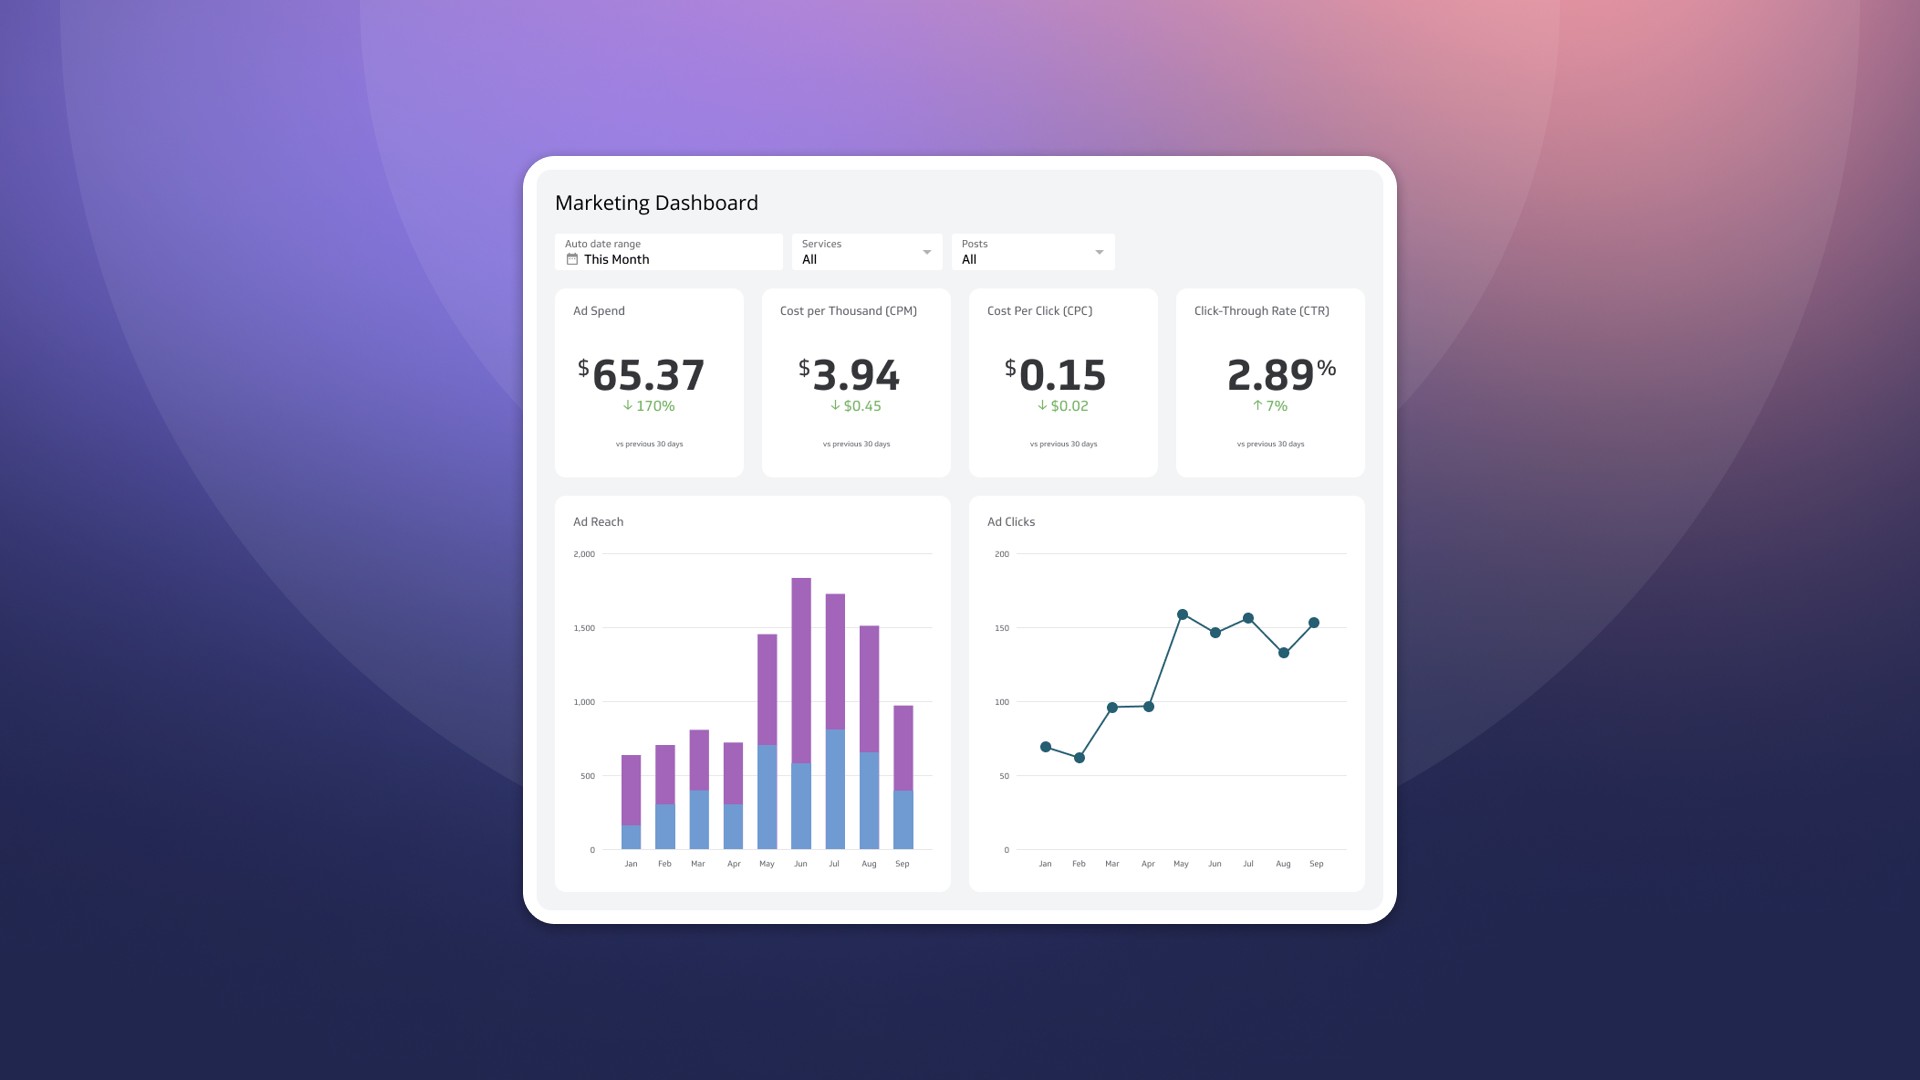 Marketing Dashboard
Auto date range
This Month
Services
All
Posts
All
Ad Spend
$65.37
↓ 170%
vs previous 30 days
Cost per Thousand (CPM)
$3.94
↓ $0.45
vs previous 30 days
Cost Per Click (CPC)
$0.15
↓ $0.02
vs previous 30 days
Click-Through Rate (CTR)
2.89%
↑ 7%
vs previous 30 days
Ad Reach
2,000
1,500
1,000
500
0
Jan Feb Mar Apr May Jun Jul Aug Sep
Ad Clicks
200
150
100
50
0
Jan Feb Mar Apr May Jun Jul Aug Sep